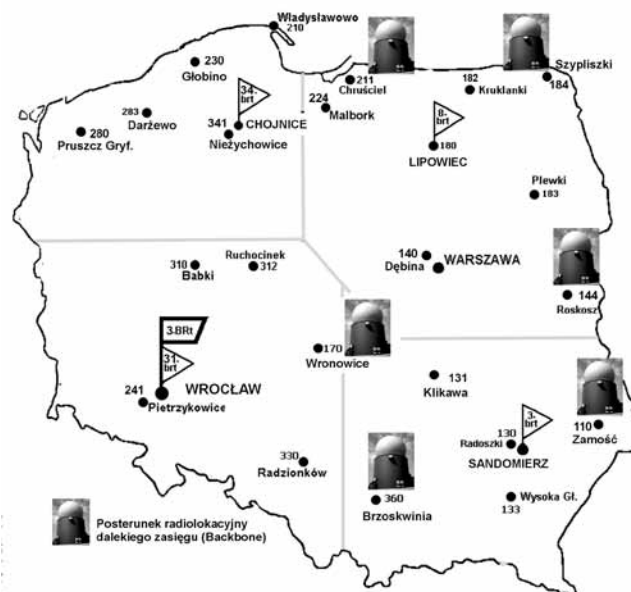 Władysławowo
210
230
Głobino
211
Chruściel
Szypliszki
184
182
Kruklanki
34-
brt
224
Malbork
8-
brt
283
Darżewo
280
Pruszcz Gryf.
341
CHOJNICE
Nieżychowice
180
LIPOWIEC
Plewki
183
Ruchocinek
310
312
Babki
140
Dębina
WARSZAWA
144
Roskosz
3-BRt
31-
brt
170
Wronowice
WROCŁAW
241
Pietrzykowice
131
Klikawa
3-
brt
110
Zamość
130
Radoszki
SANDOMIERZ
330
Radzionków
360
Brzoskwinia
Wysoka Gł.
133
Posterunek radiolokacyjny
dalekiego zasięgu (Backbone)